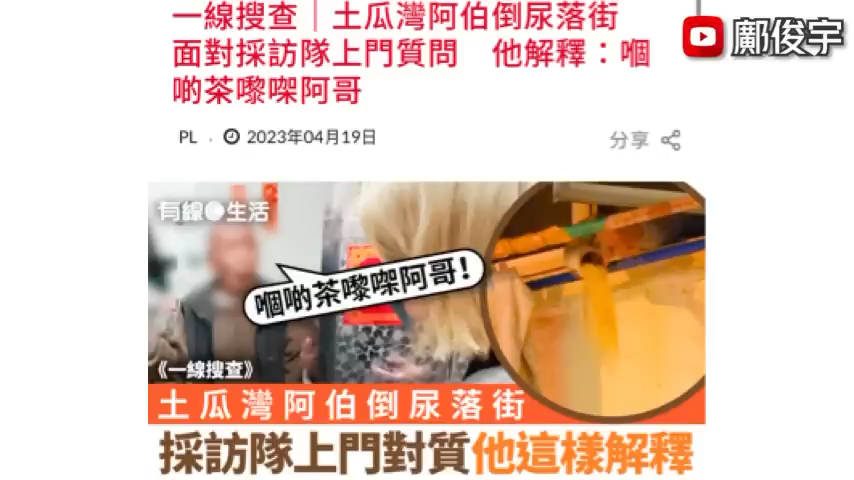 一線搜查｜土瓜灣阿伯倒尿落街
鄺俊宇
面對採訪隊上門質問　他解釋：嗰
啲茶嚟㗎阿哥
PL . 2023年04月19日
分享
有線 生活
嗰啲茶嚟㗎阿哥！
《一線搜查》
土瓜灣阿伯倒尿落街
採訪隊上門對質他這樣解釋